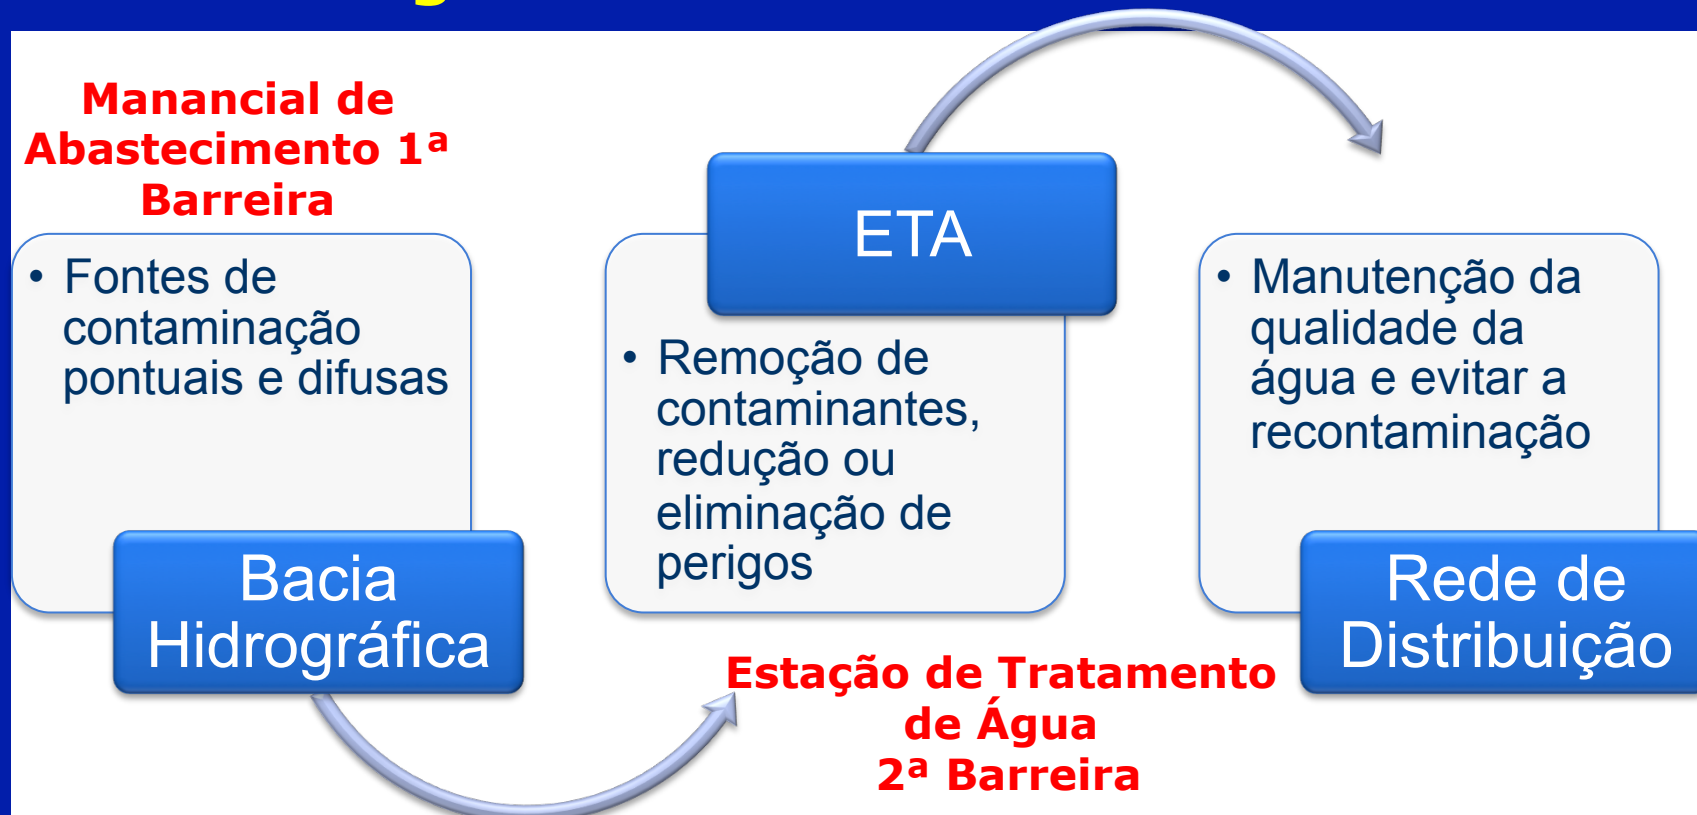 Manancial de
Abastecimento 1ª
Barreira
• Fontes de
contaminação
pontuais e difusas
Bacia
Hidrográfica
ETA
• Remoção de
contaminantes,
redução ou
eliminação de
perigos
Estação de Tratamento
de Água
2ª Barreira
• Manutenção da
qualidade da
água e evitar a
recontaminação
Rede de
Distribuição